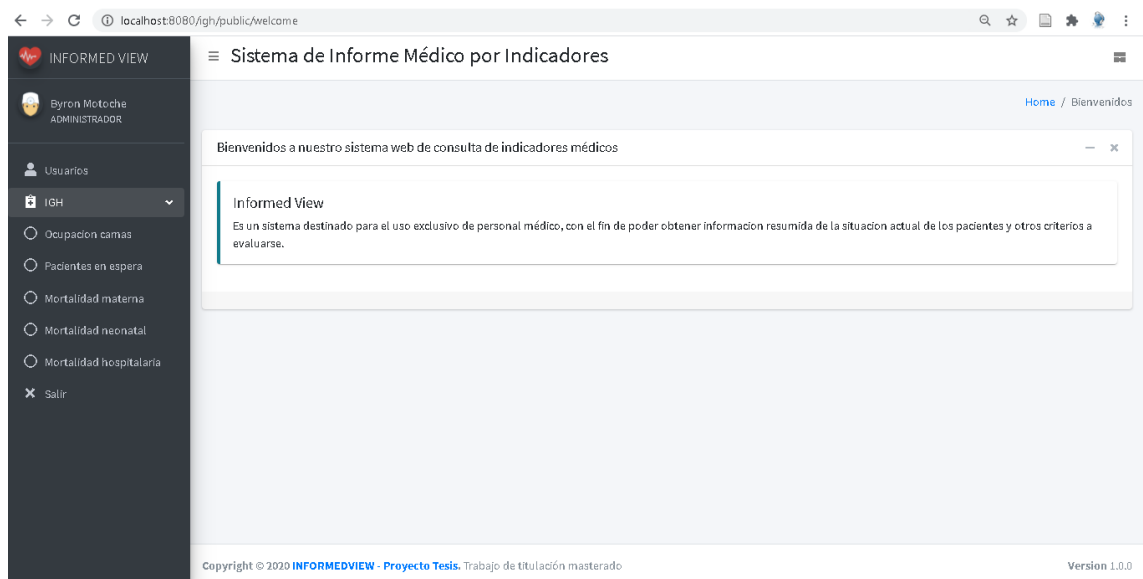 localhost:8080/igh/public/welcome
INFORMED VIEW
Sistema de Informe Médico por Indicadores
Byron Motoche
ADMINISTRADOR
Home / Bienvenidos
Bienvenidos a nuestro sistema web de consulta de indicadores médicos
Usuarios
IGH
Informed View
Es un sistema destinado para el uso exclusivo de personal médico, con el fin de poder obtener informacion resumida de la situacion actual de los pacientes y otros criterios a
evaluarse.
Ocupacion camas
Pacientes en espera
Mortalidad materna
Mortalidad neonatal
Mortalidad hospitalaria
Salir
Copyright © 2020 INFORMEDVIEW - Proyecto Tesis. Trabajo de titulación masterado
Version 1.0.0